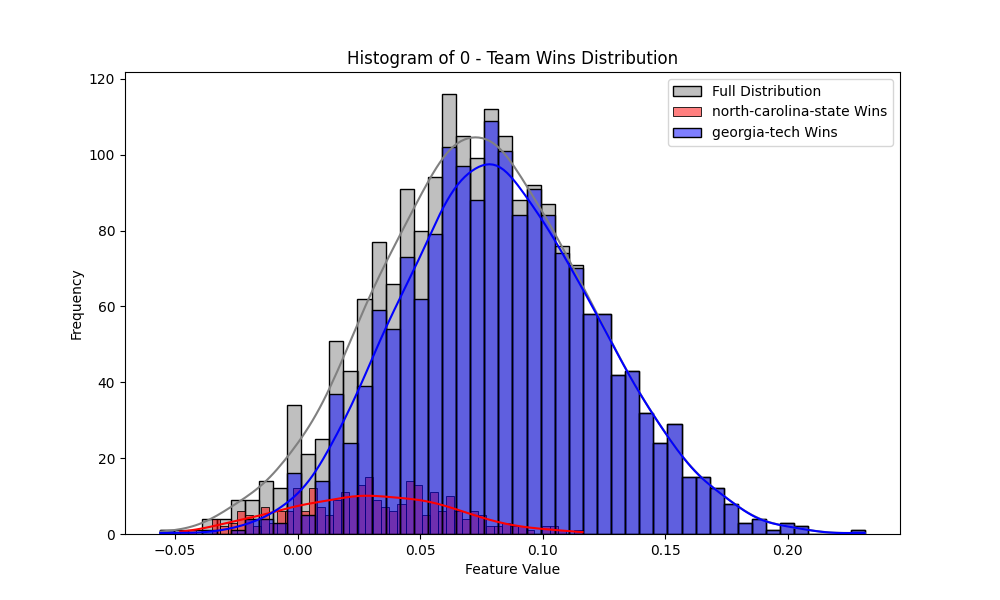 Histogram of 0 - Team Wins Distribution
Full Distribution
north-carolina-state Wins
georgia-tech Wins
120
100
80
60
40
20
0
Frequency
−0.05
0.00
0.05
0.10
0.15
0.20
Feature Value